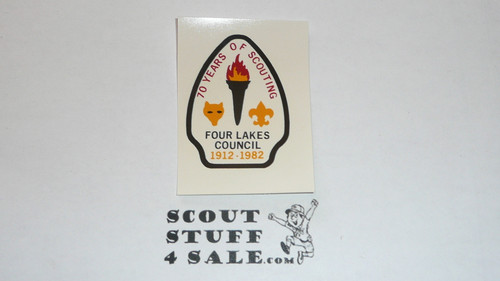 70 YEARS OF SCOUTING
FOUR LAKES
COUNCIL
1912-1982
SCOUT
STUFF
4 SALE.COM